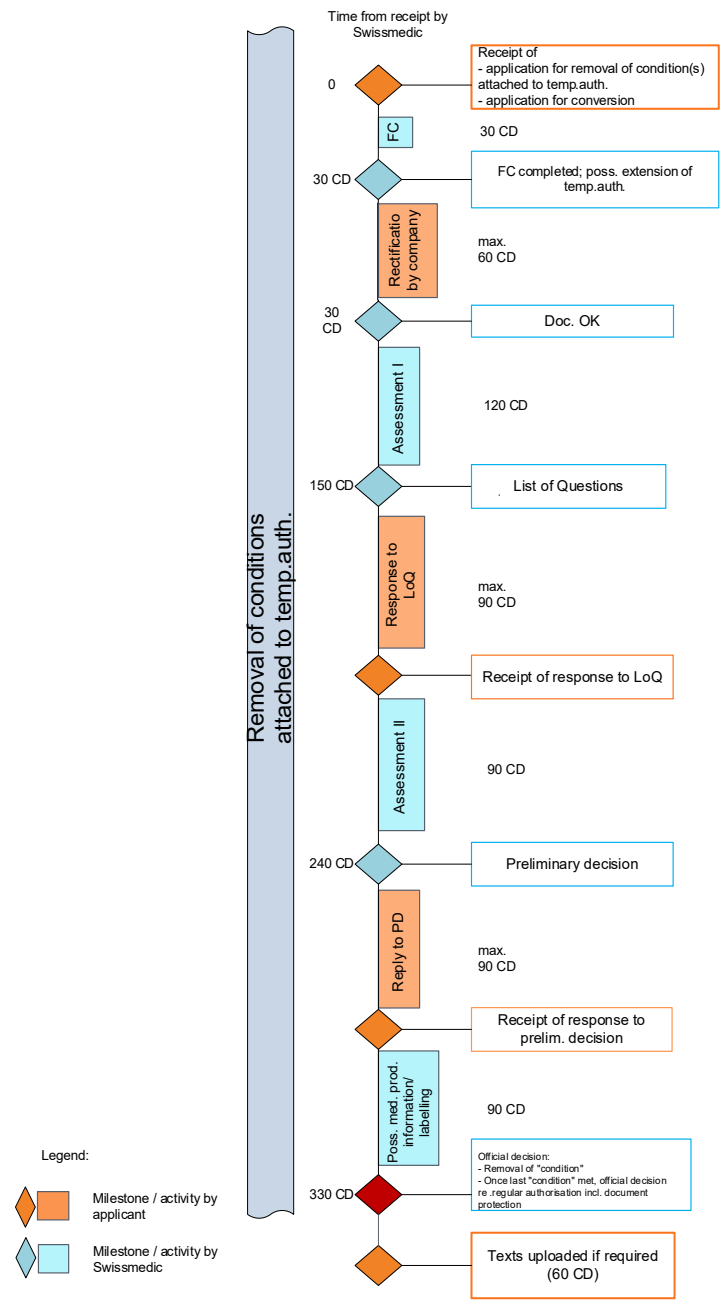 Time from receipt by
Swissmedic
Receipt of
- application for removal of condition(s)
attached to temp.auth.
- application for conversion
0
FC
30 CD
30 CD
FC completed; poss. extension of
temp.auth.
Rectificatio
by company
max.
60 CD
30
CD
Doc. OK
Assessment I
120 CD
150 CD
List of Questions
Response to
LoQ
max.
90 CD
Receipt of response to LoQ
Removal of conditions
attached to temp.auth.
Assessment II
90 CD
240 CD
Preliminary decision
Reply to PD
max.
90 CD
Receipt of response to
prelim. decision
Poss. med. prod.
information/
labelling
90 CD
330 CD
Official decision:
- Removal of "condition"
- Once last "condition" met, official decision
re .regular authorisation incl. document
protection
Texts uploaded if required
(60 CD)
Legend:
Milestone / activity by
applicant
Milestone / activity by
Swissmedic